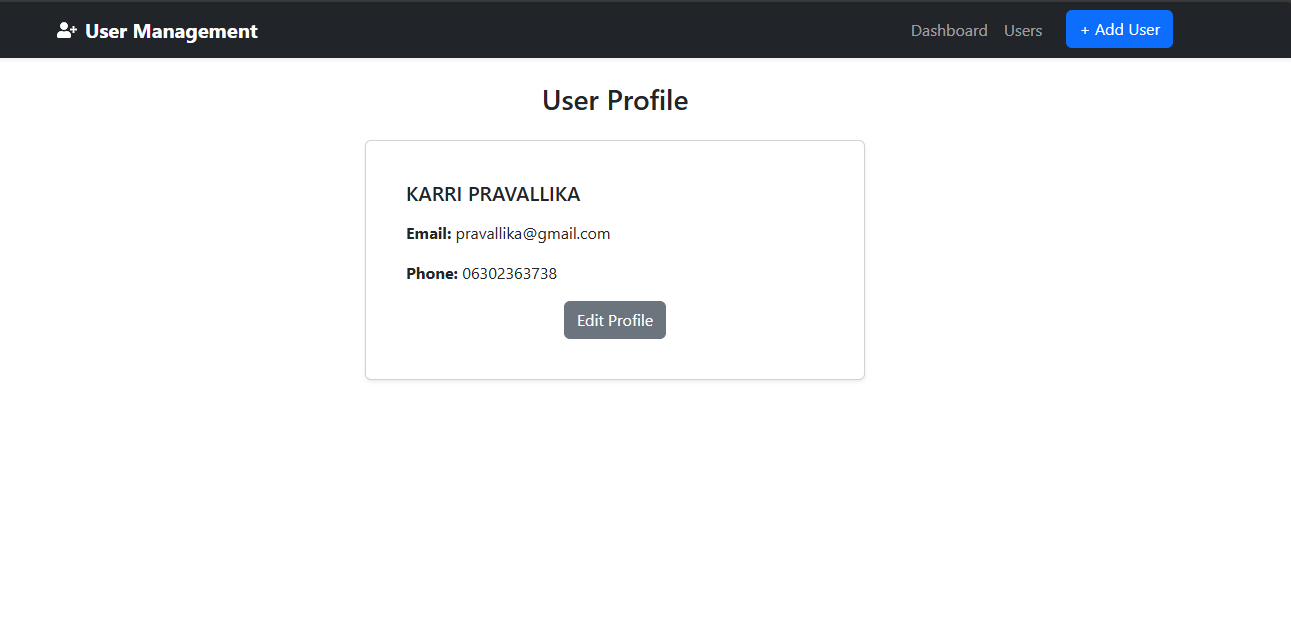 User Management
Dashboard Users + Add User
User Profile
KARRI PRAVALLIKA
Email: pravallika@gmail.com
Phone: 06302363738
Edit Profile